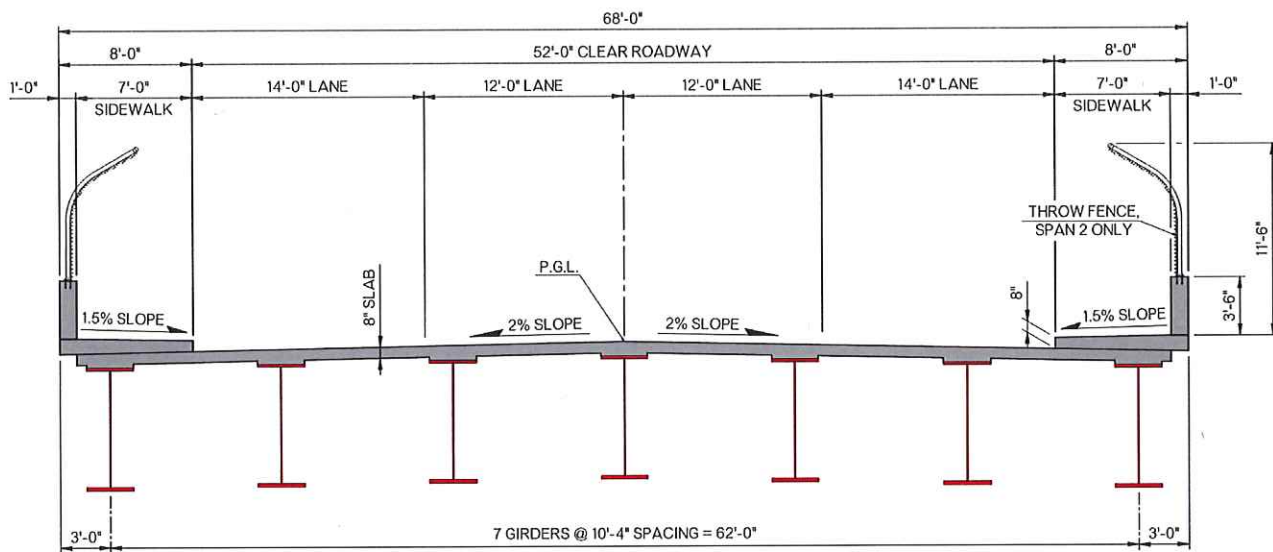 68'-0"
8'-0"
52'-0" CLEAR ROADWAY
8'-0"
1'-0"
7'-0"
SIDEWALK
14'-0" LANE
12'-0" LANE
12'-0" LANE
14'-0" LANE
7'-0"
SIDEWALK
1'-0"
THROW FENCE,
SPAN 2 ONLY
11'-6"
P.G.L.
8" SLAB
8"
3'-6"
1.5% SLOPE
2% SLOPE
2% SLOPE
1.5% SLOPE
3'-0"
7 GIRDERS @ 10'-4" SPACING = 62'-0"
3'-0"